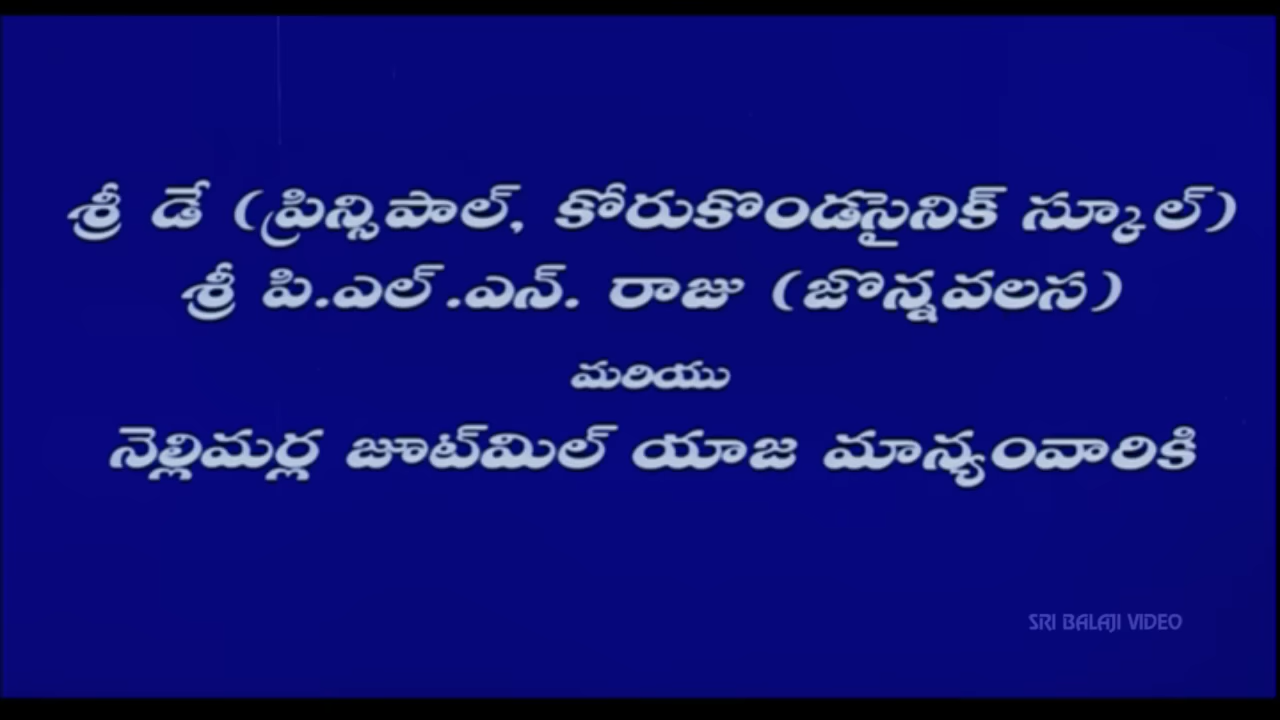 శ్రీ డే (ప్రిన్సిపాల్, కోరుకొండసైనిక్ స్కూల్)
శ్రీ పి.ఎల్.ఎన్. రాజు (జొన్నవలస)
మరియు
నెల్లిమర్ల జూట్‌మిల్ యాజ మాన్యంవారికి
SRI BALAJI VIDEO